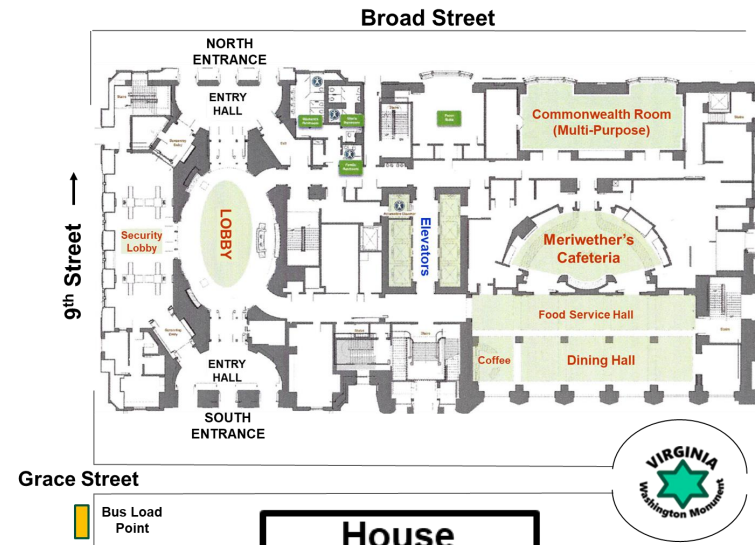 Broad Street
NORTH
ENTRANCE
ENTRY
HALL
Commonwealth Room
(Multi-Purpose)
Security
Lobby
LOBBY
Elevators
Meriwether's
Cafeteria
9th Street
Food Service Hall
Coffee
Dining Hall
ENTRY
HALL
SOUTH
ENTRANCE
Grace Street
VIRGINIA
Washington Monument
Bus Load
Point
House